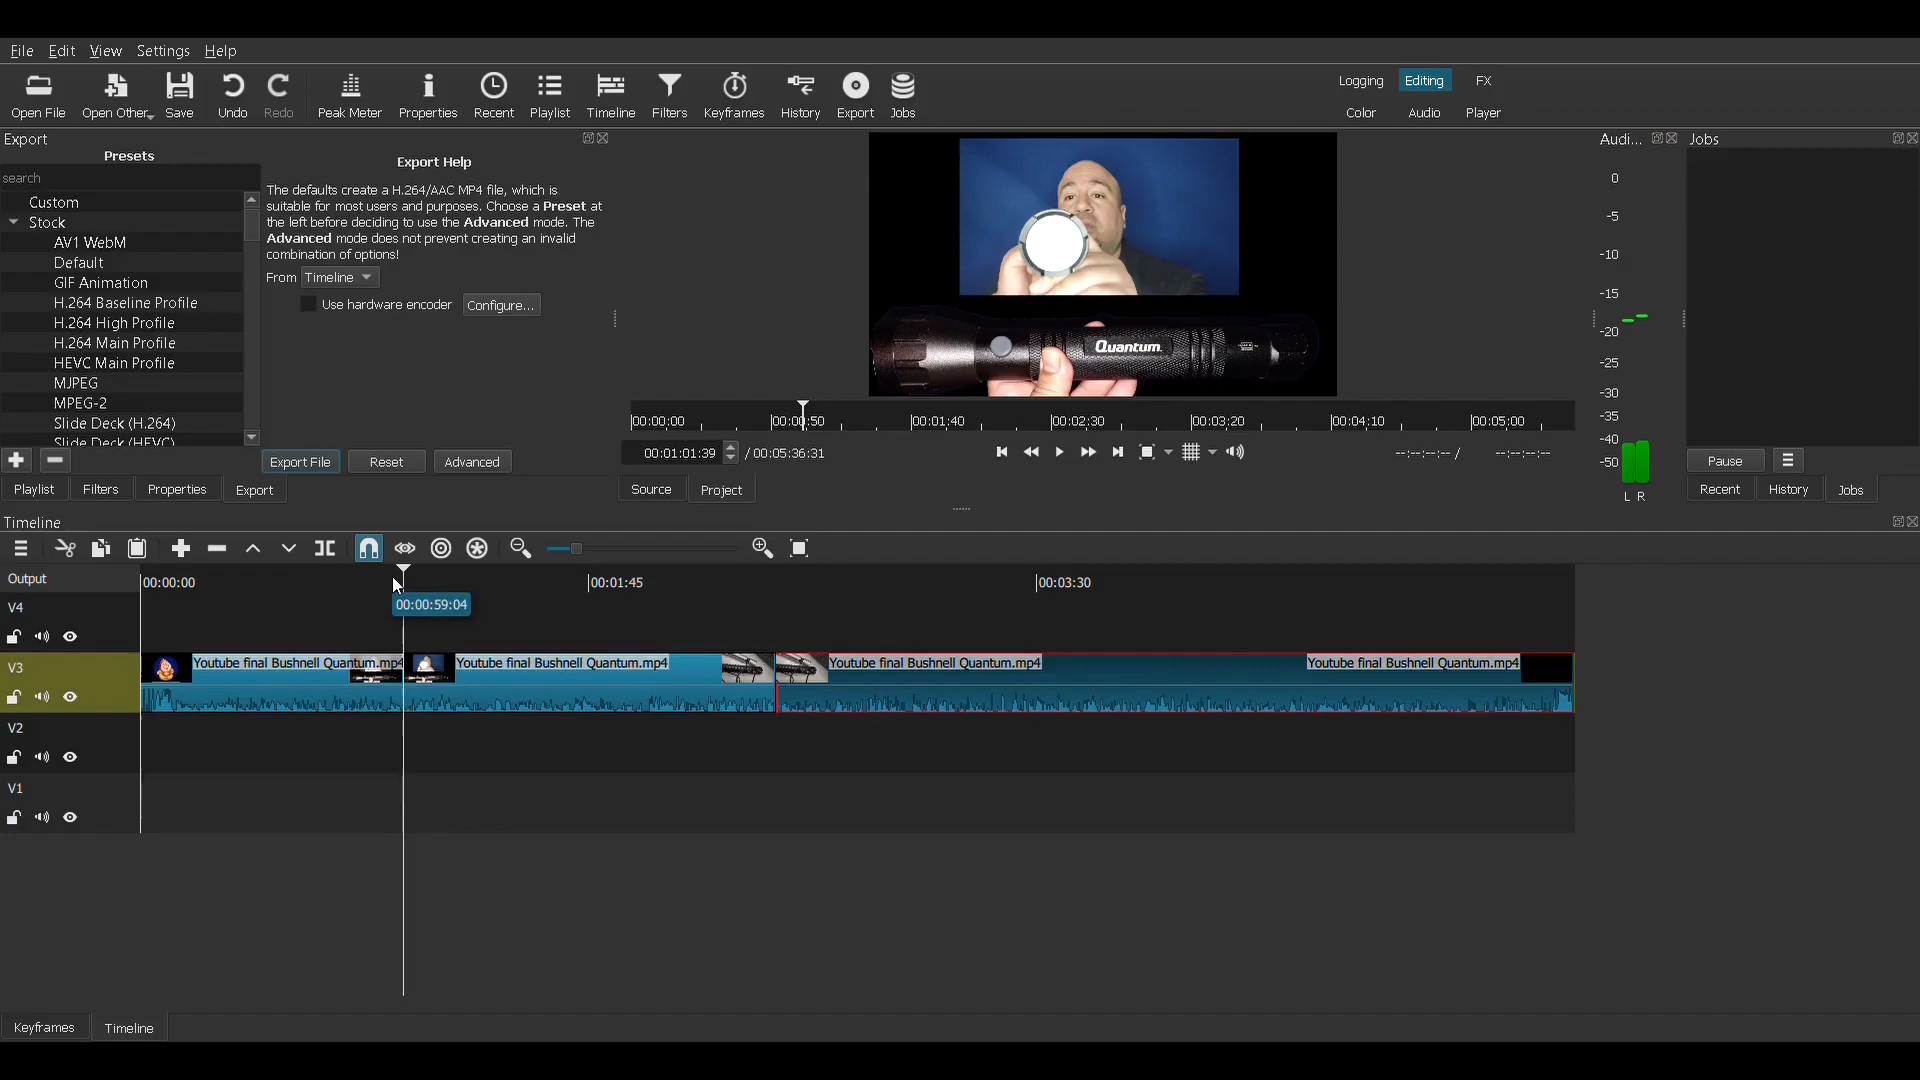 File Edit View Settings Help
Open File Open Other Save Undo Redo Peak Meter Properties Recent Playlist Timeline Filters Keyframes History Export Jobs
Logging Editing FX
Color Audio Player
Export
Presets
search
Custom
Stock
AV1 WebM
Default
GIF Animation
H.264 Baseline Profile
H.264 High Profile
H.264 Main Profile
HEVC Main Profile
MJPEG
MPEG-2
Slide Deck (H.264)
Slide Deck (HEVC)
Export Help
The defaults create a H.264/AAC MP4 file, which is
suitable for most users and purposes. Choose a Preset at
the left before deciding to use the Advanced mode. The
Advanced mode does not prevent creating an invalid
combination of options!
From Timeline
Use hardware encoder Configure...
Export File Reset Advanced
Playlist Filters Properties Export
Quantum
00:00:00 00:00:50 00:01:40 00:02:30 00:03:20 00:04:10 00:05:00
00:01:01:39 / 00:05:36:31 --:--:--:-- / --:--:--:--
Source Project
Audi...
0
-5
-10
-15
-20
-25
-30
-35
-40
-50
L R
Jobs
Pause
Recent History Jobs
Timeline
Output
00:00:00 00:01:45 00:03:30
00:00:59:04
V4
V3
Youtube final Bushnell Quantum.mp4 Youtube final Bushnell Quantum.mp4 Youtube final Bushnell Quantum.mp4 Youtube final Bushnell Quantum.mp4
V2
V1
Keyframes Timeline